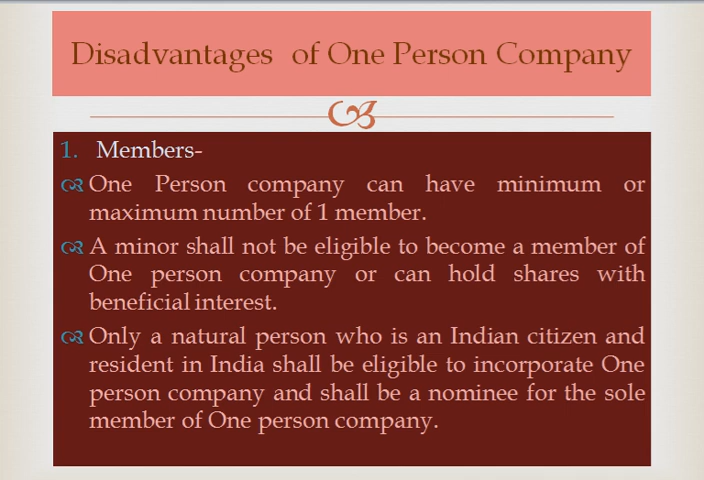 Disadvantages of One Person Company
1. Members-
One Person company can have minimum or
maximum number of 1 member.
A minor shall not be eligible to become a member of
One person company or can hold shares with
beneficial interest.
Only a natural person who is an Indian citizen and
resident in India shall be eligible to incorporate One
person company and shall be a nominee for the sole
member of One person company.